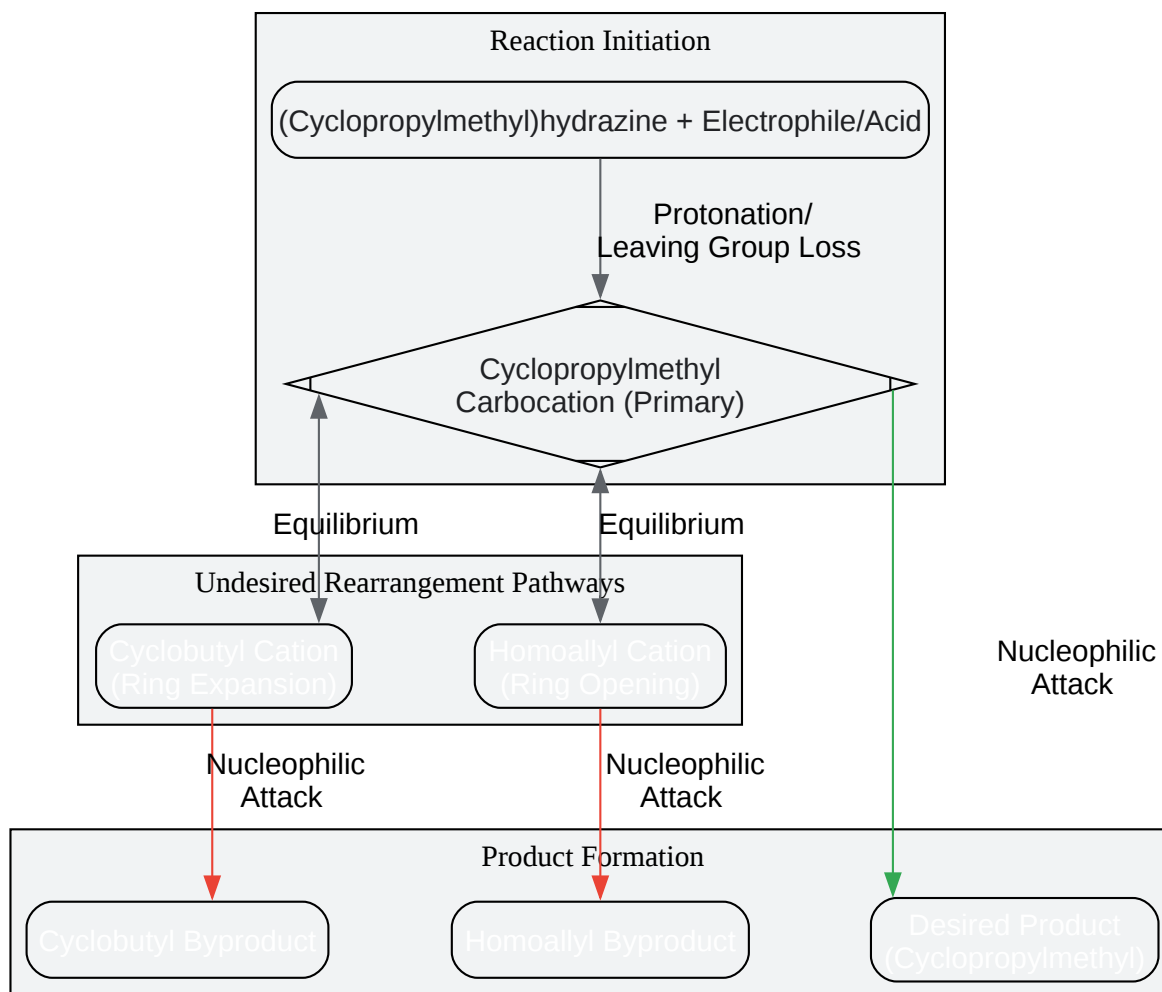 Reaction Initiation
(Cyclopropylmethyl)hydrazine + Electrophile/Acid
Protonation/
Leaving Group Loss
Cyclopropylmethyl
Carbocation (Primary)
Equilibrium
Equilibrium
Undesired Rearrangement Pathways
Cyclobutyl Cation
(Ring Expansion)
Homoallyl Cation
(Ring Opening)
Nucleophilic
Attack
Nucleophilic
Attack
Nucleophilic
Attack
Product Formation
Cyclobutyl Byproduct
Homoallyl Byproduct
Desired Product
(Cyclopropylmethyl)